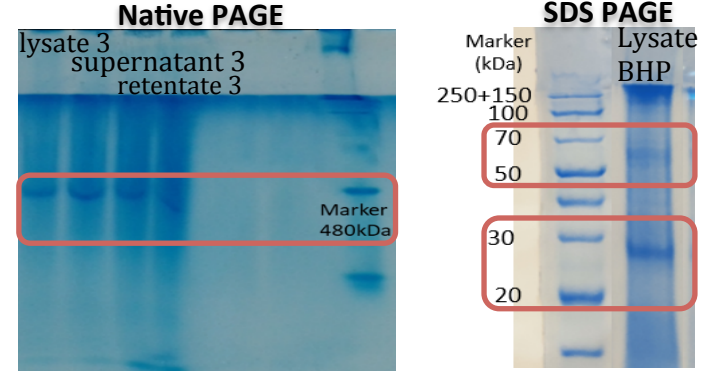 Native PAGE
lysate 3
supernatant 3
retentate 3
Marker
480kDa
SDS PAGE
Marker
(kDa)
Lysate
BHP
250+150
100
70
50
30
20